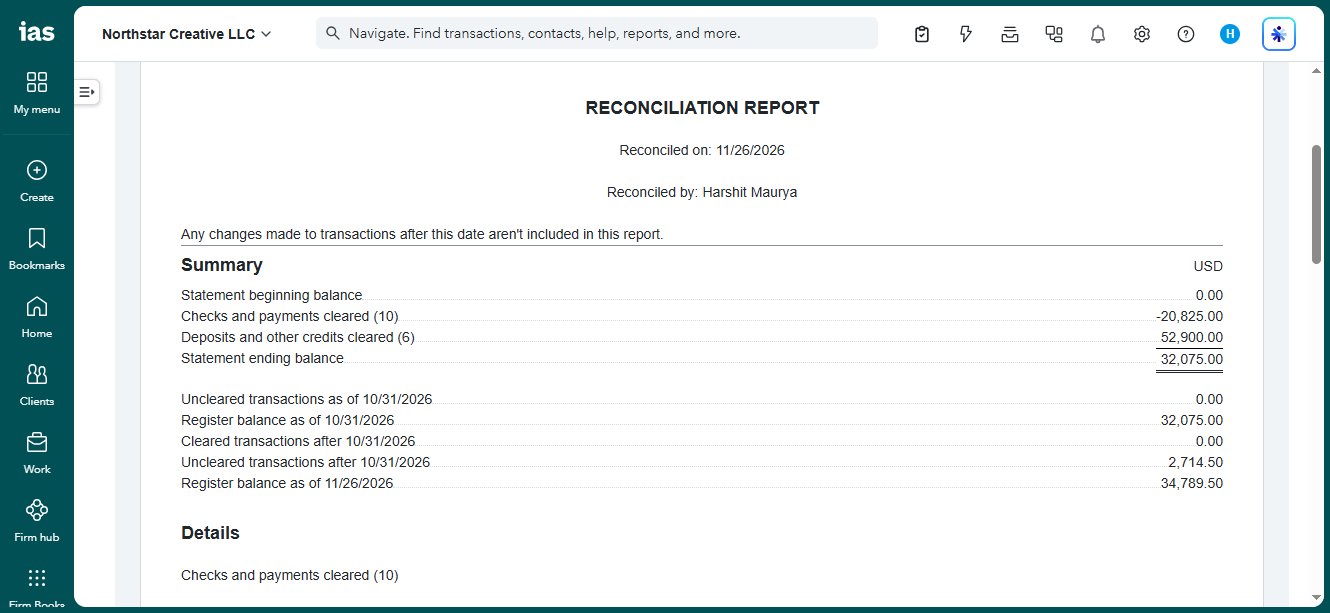 ias
Northstar Creative LLC
Navigate. Find transactions, contacts, help, reports, and more.
H
My menu
Create
Bookmarks
Home
Clients
Work
Firm hub
Firm Books
RECONCILIATION REPORT
Reconciled on: 11/26/2026
Reconciled by: Harshit Maurya
Any changes made to transactions after this date aren't included in this report.
Summary USD
Statement beginning balance 0.00
Checks and payments cleared (10) -20,825.00
Deposits and other credits cleared (6) 52,900.00
Statement ending balance 32,075.00
Uncleared transactions as of 10/31/2026 0.00
Register balance as of 10/31/2026 32,075.00
Cleared transactions after 10/31/2026 0.00
Uncleared transactions after 10/31/2026 2,714.50
Register balance as of 11/26/2026 34,789.50
Details
Checks and payments cleared (10)